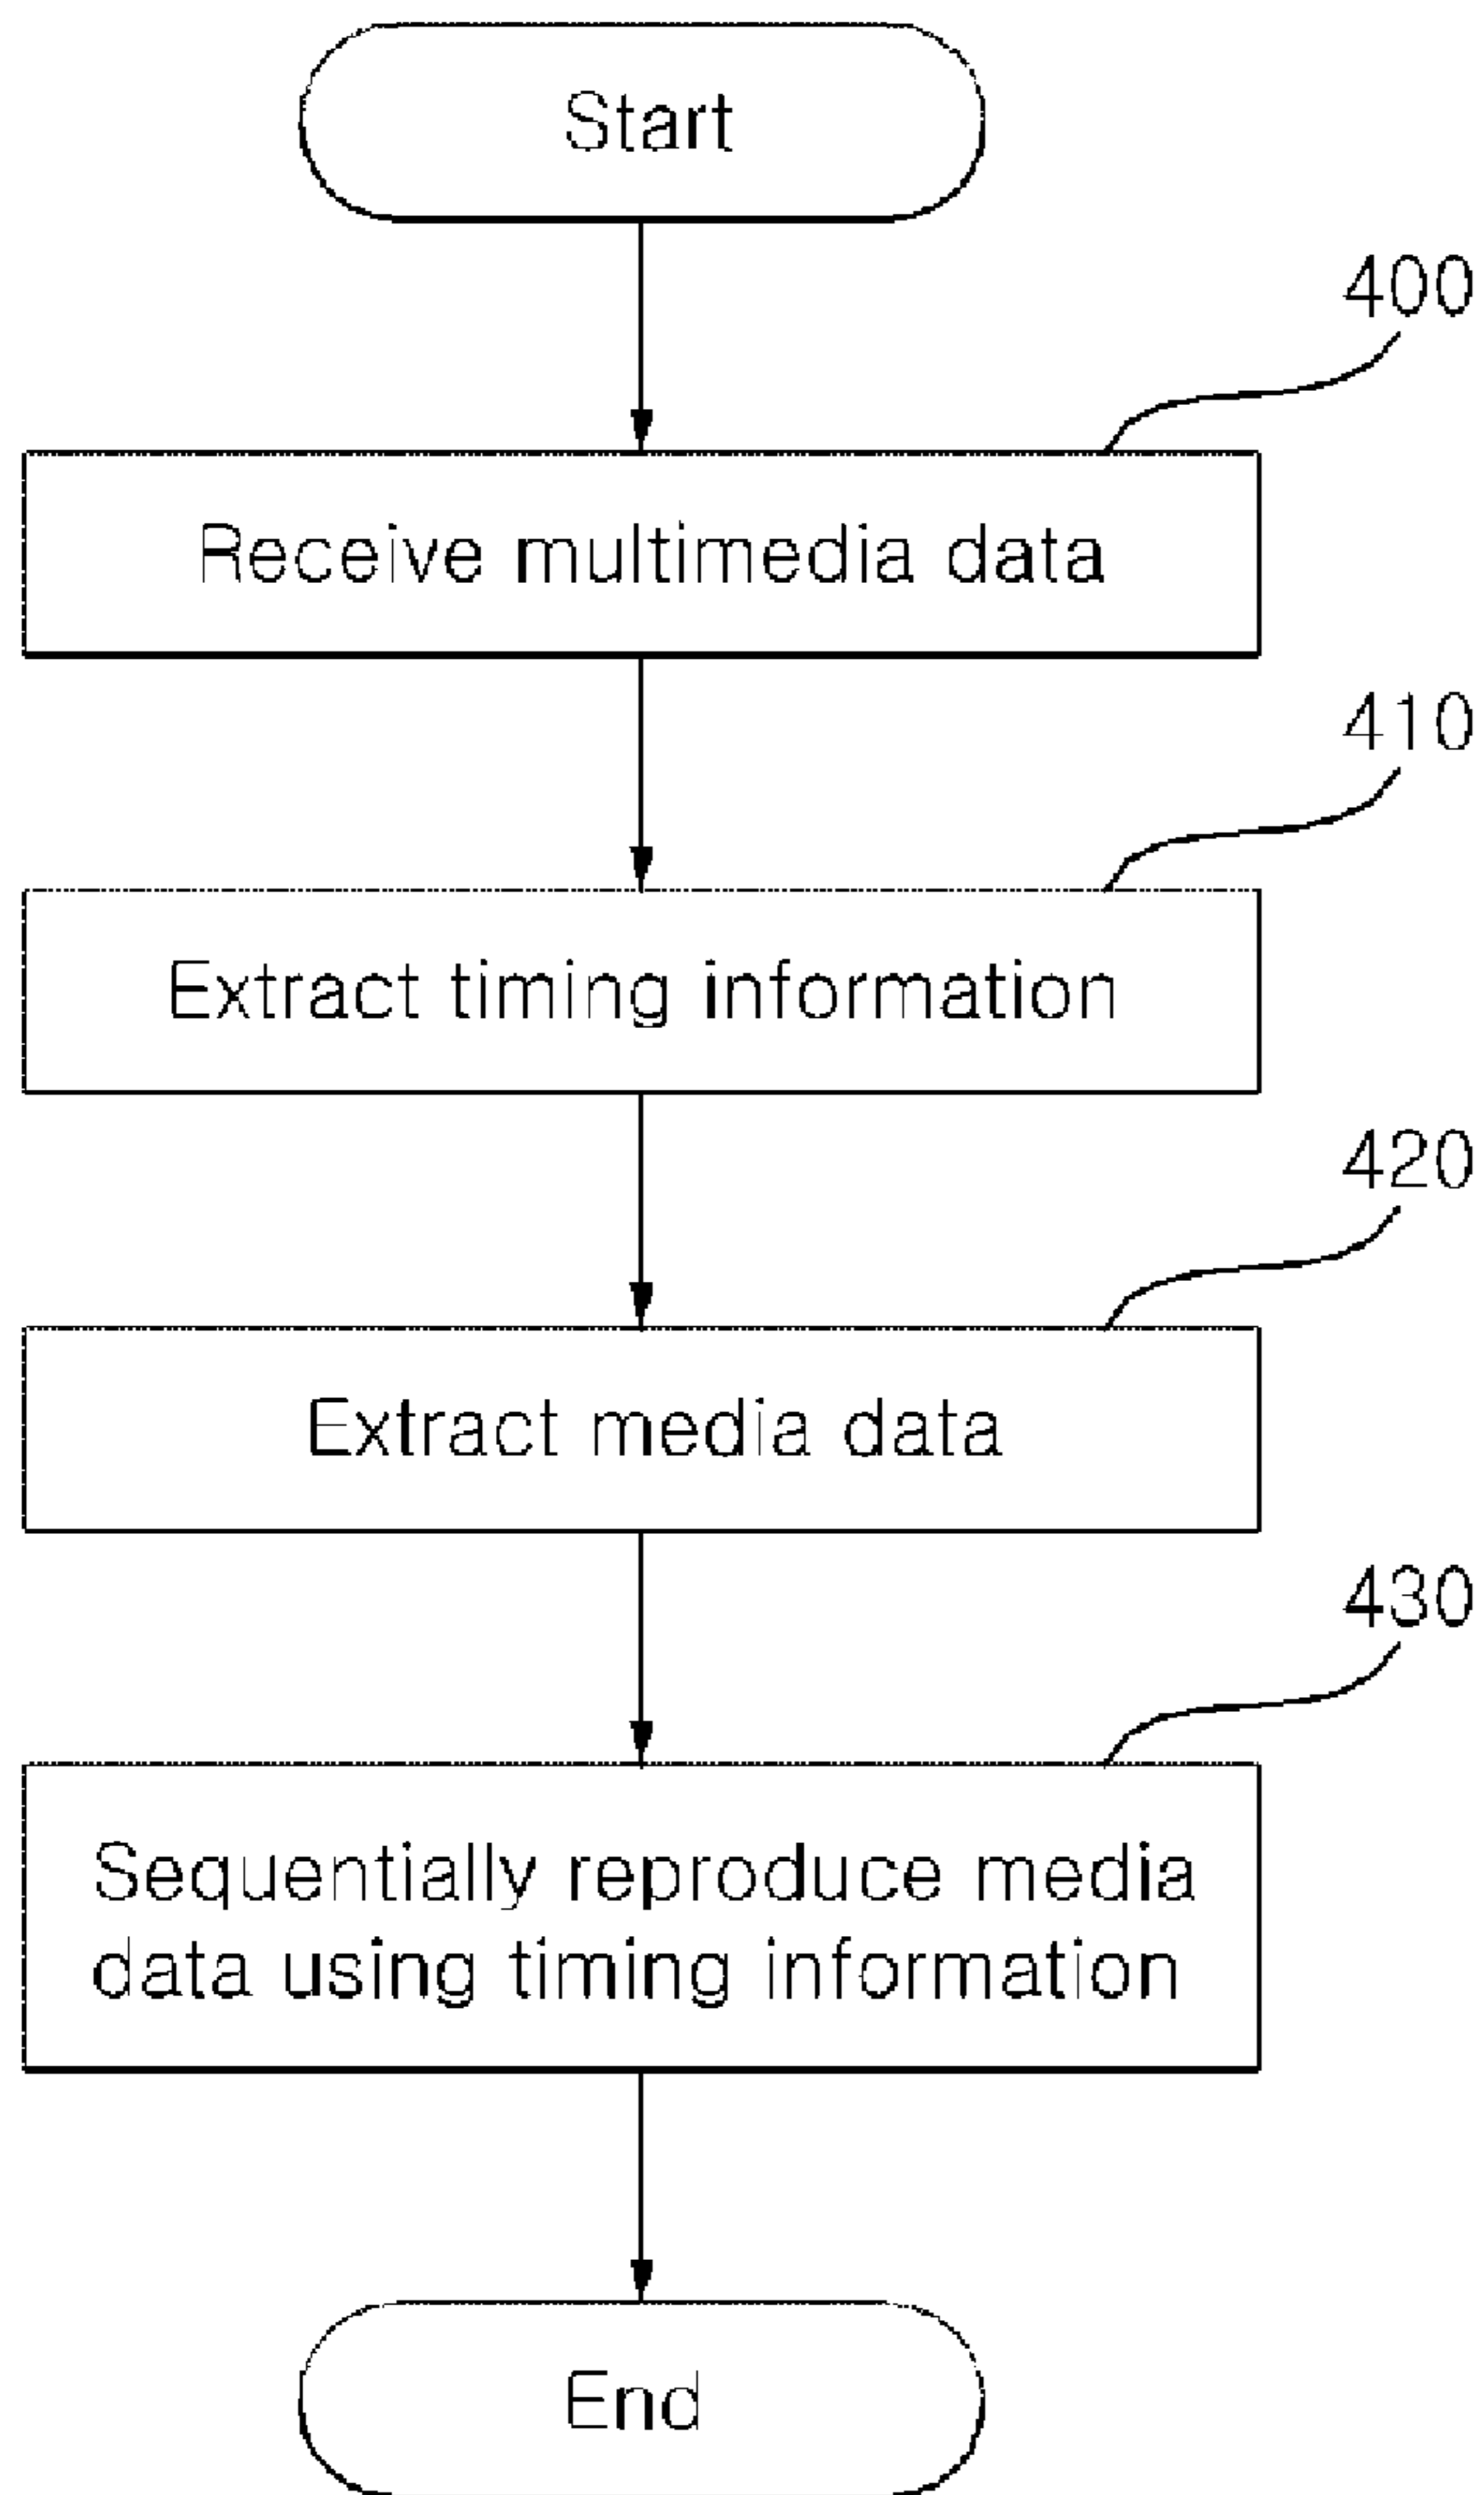 Start
400
Receive multimedia data
410
Extract timing information
420
Extract media data
430
Sequentially reproduce media
data using timing information
End